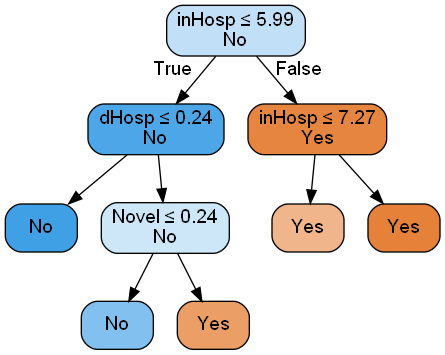 inHosp ≤ 5.99
No
True
False
dHosp ≤ 0.24
No
inHosp ≤ 7.27
Yes
No
Novel ≤ 0.24
No
Yes
Yes
No
Yes